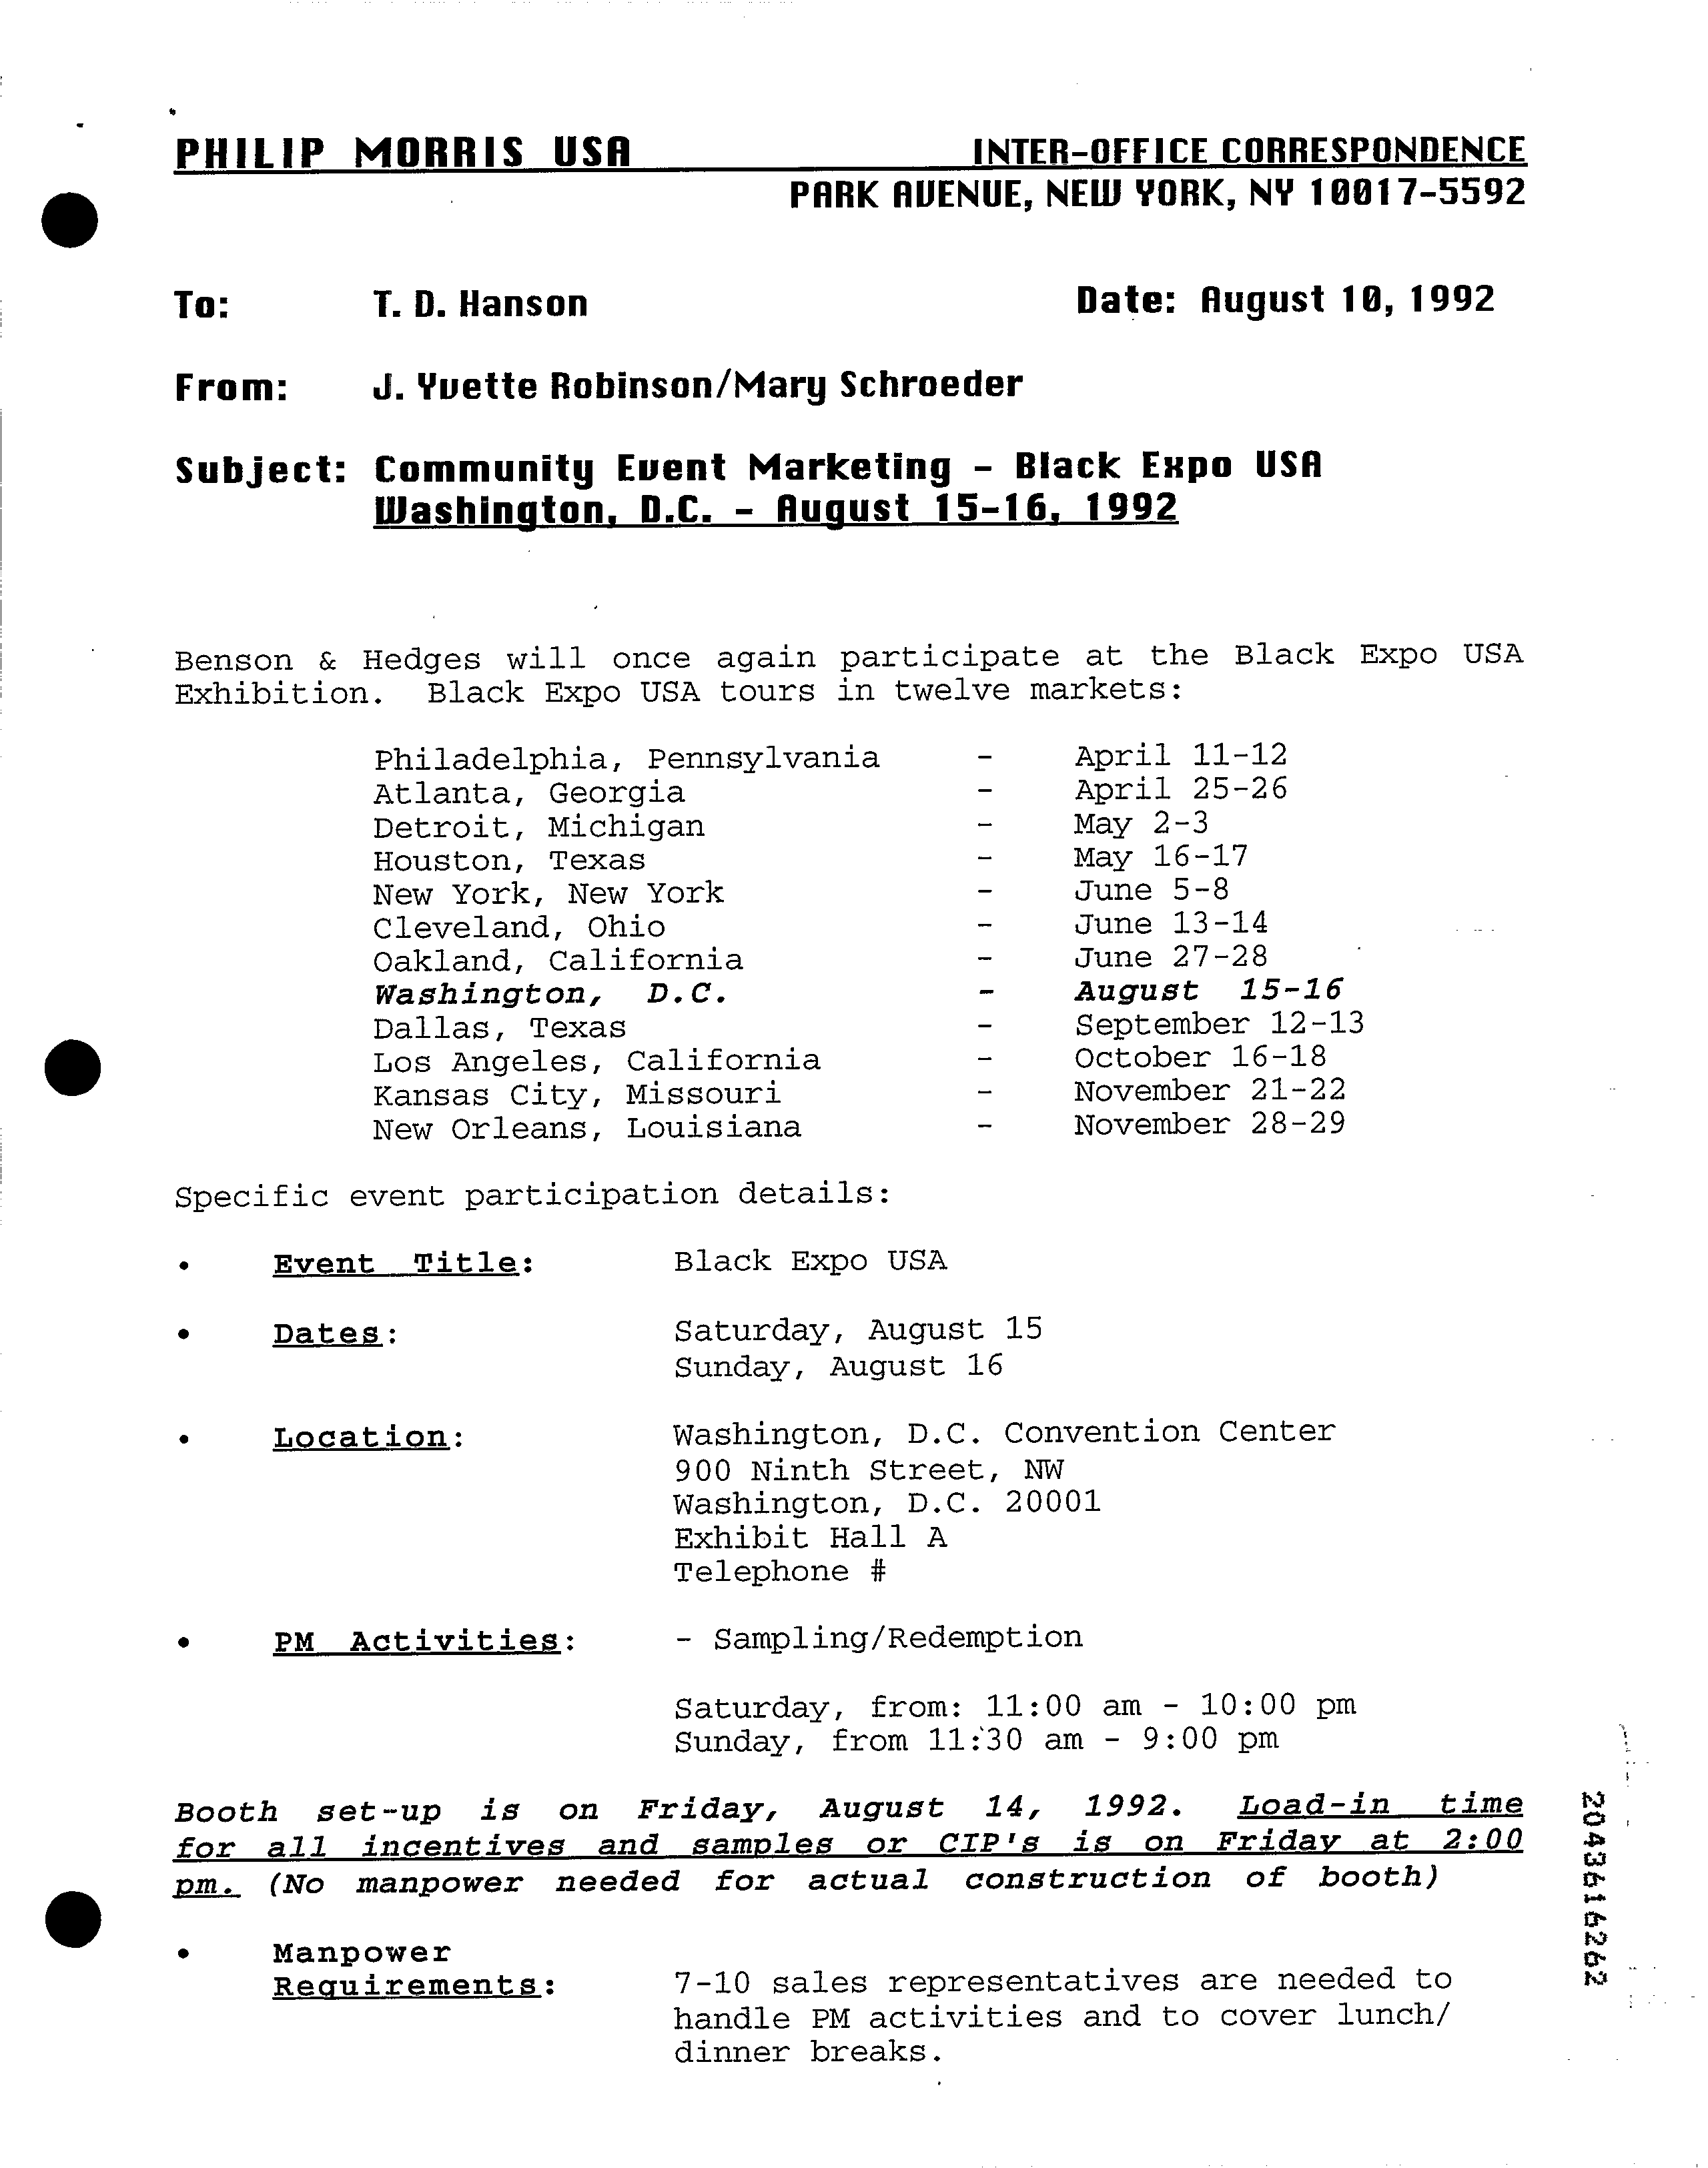 PHILIP MORRIS USA INTER-OFFICE CORRESPONDENCE
PARK AVENUE, NEW YORK, NY 10017-5592
To: T. D. Hanson Date: August 10, 1992
From: J. Yvette Robinson/Mary Schroeder
Subject: Community Event Marketing - Black Expo USA
Washington, D.C. - August 15-16, 1992
Benson & Hedges will once again participate at the Black Expo USA
Exhibition. Black Expo USA tours in twelve markets:
Philadelphia, Pennsylvania - April 11-12
Atlanta, Georgia - April 25-26
Detroit, Michigan - May 2-3
Houston, Texas - May 16-17
New York, New York - June 5-8
Cleveland, Ohio - June 13-14
Oakland, California - June 27-28
Washington, D.C. - August 15-16
Dallas, Texas - September 12-13
Los Angeles, California - October 16-18
Kansas City, Missouri - November 21-22
New Orleans, Louisiana - November 28-29
Specific event participation details:
• Event Title: Black Expo USA
• Dates: Saturday, August 15
Sunday, August 16
• Location: Washington, D.C. Convention Center
900 Ninth Street, NW
Washington, D.C. 20001
Exhibit Hall A
Telephone #
• PM Activities: - Sampling/Redemption
Saturday, from: 11:00 am - 10:00 pm
Sunday, from 11:30 am - 9:00 pm
Booth set-up is on Friday, August 14, 1992. Load-in time
for all incentives and samples or CIP's is on Friday at 2:00
pm. (No manpower needed for actual construction of booth)
• Manpower
Requirements: 7-10 sales representatives are needed to
handle PM activities and to cover lunch/
dinner breaks.
2043616262